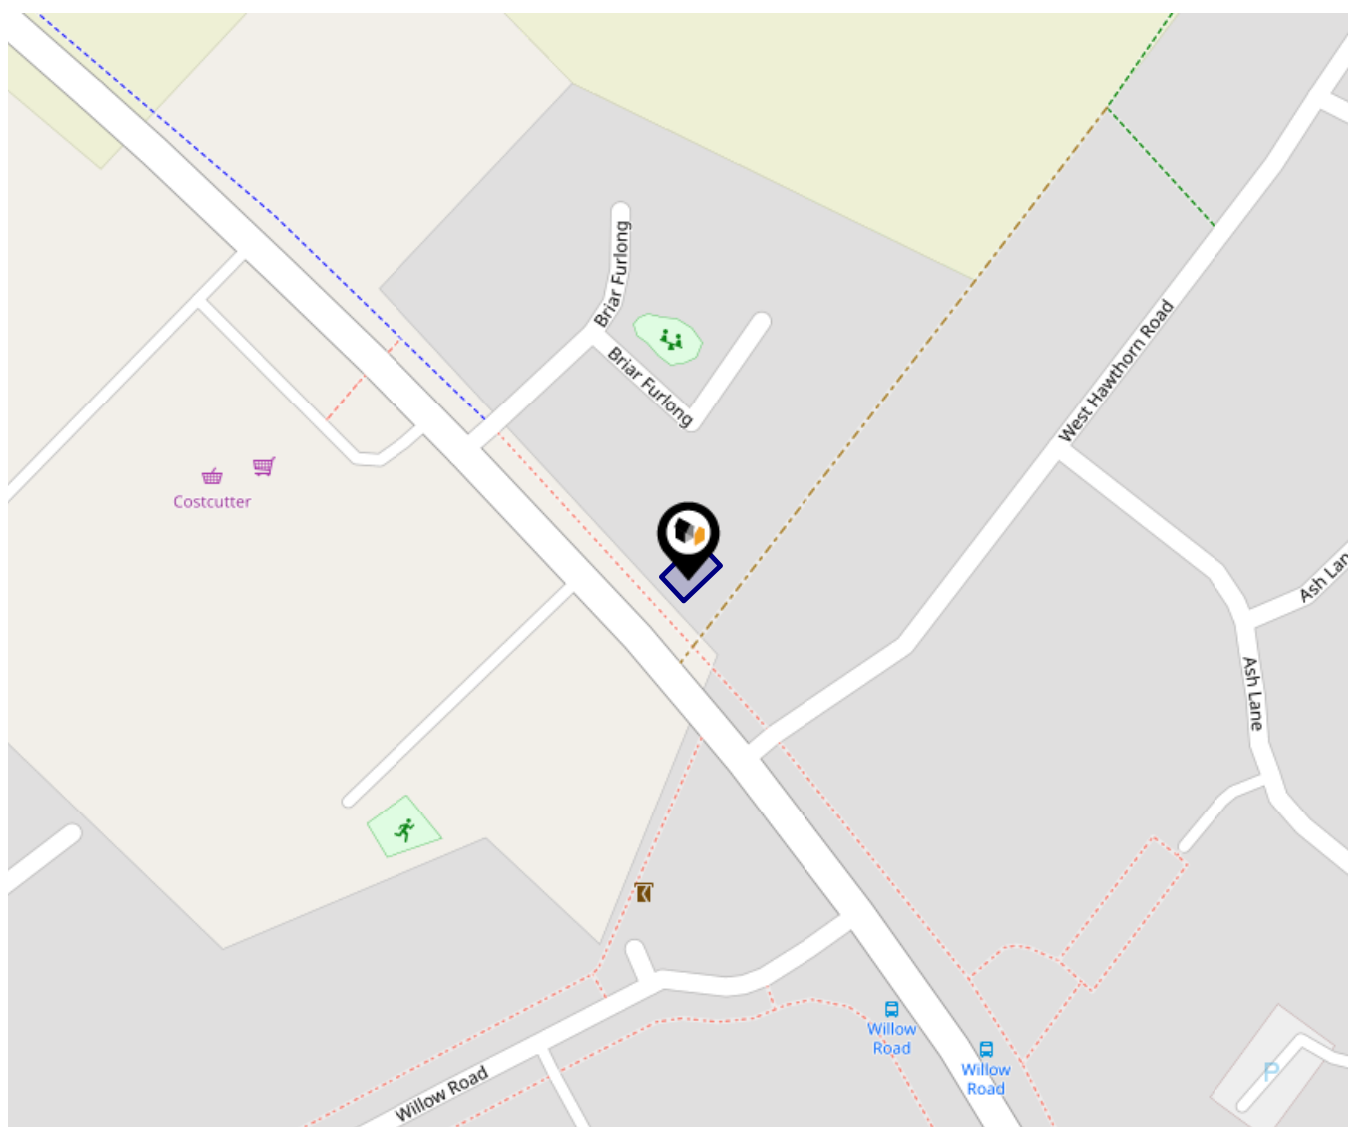 Briar Furlong
Briar Furlong
West Hawthorn Road
Costcutter
Ash Lan
Ash Lane
Willow
Road
Willow
Road
P
Willow Road